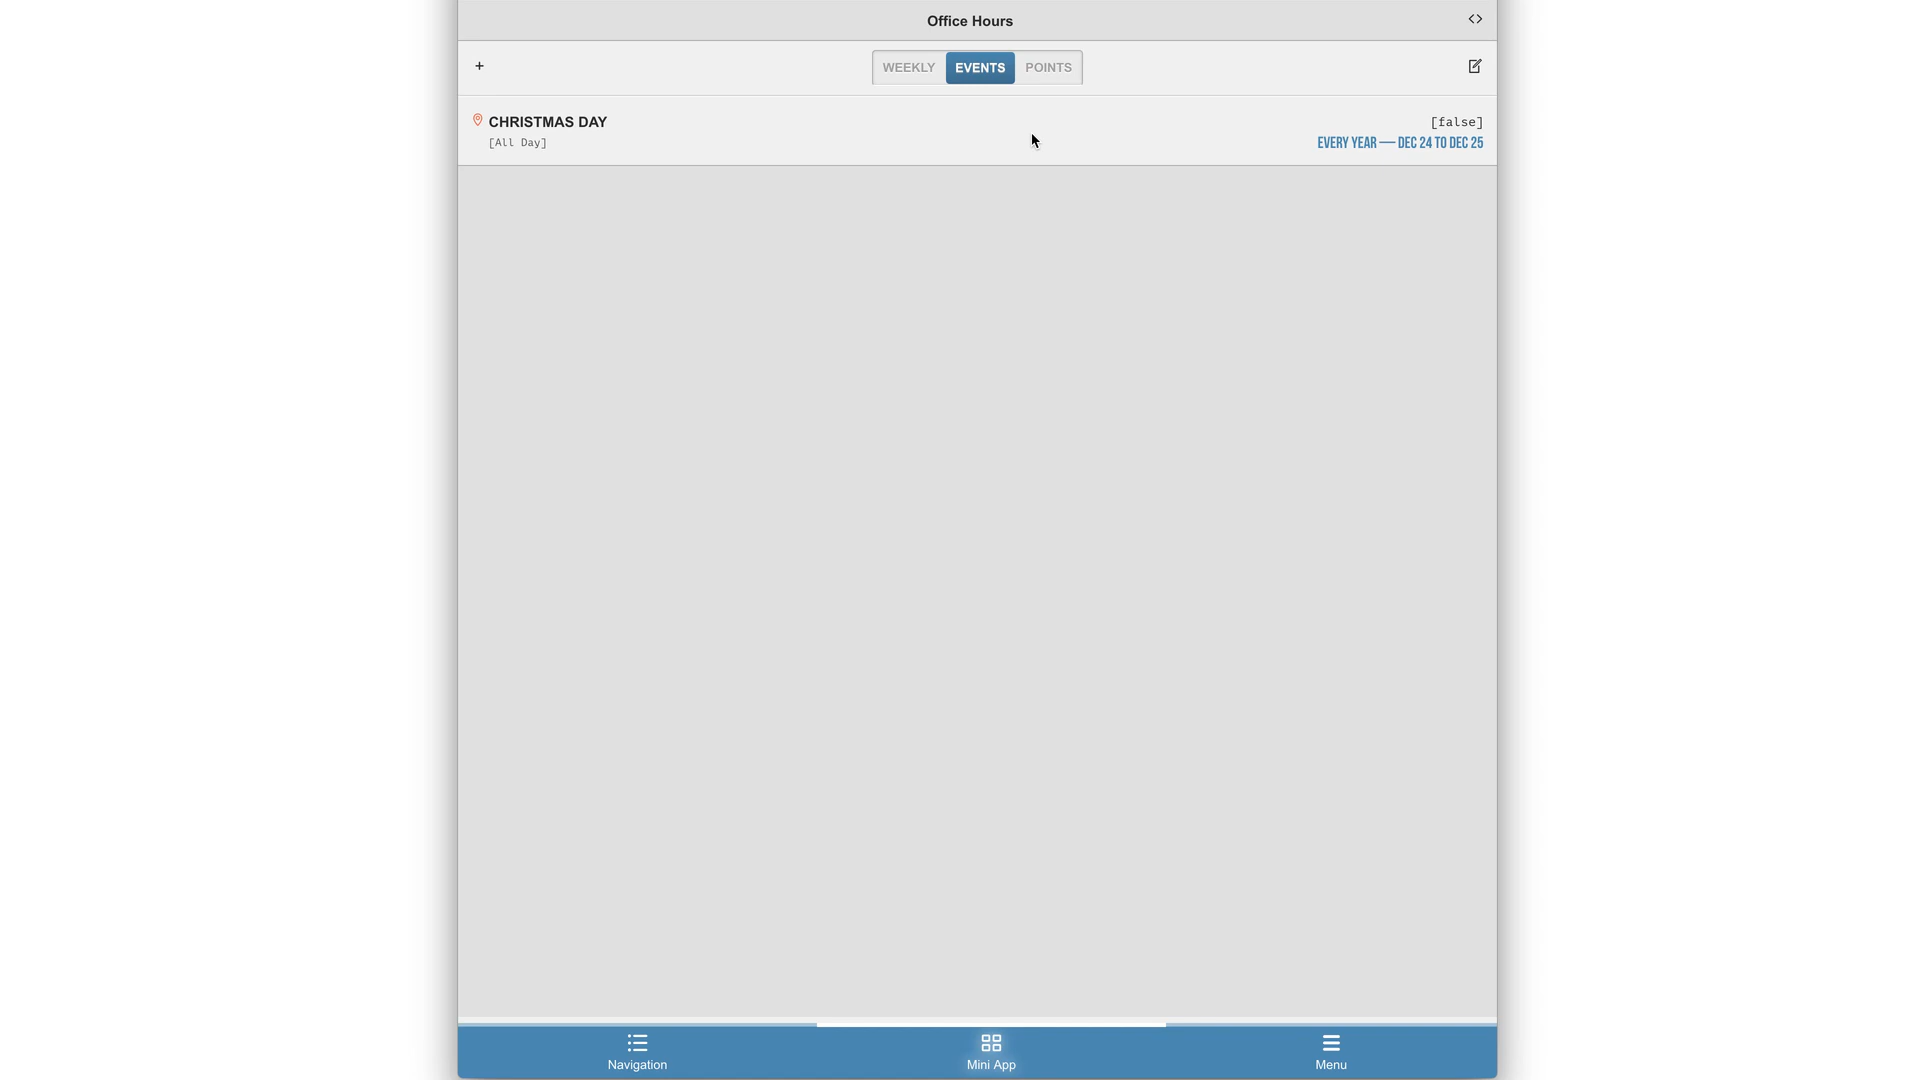 Office Hours
<>
+
WEEKLY EVENTS POINTS
CHRISTMAS DAY
[false]
[All Day]
EVERY YEAR — DEC 24 TO DEC 25
Navigation
Mini App
Menu